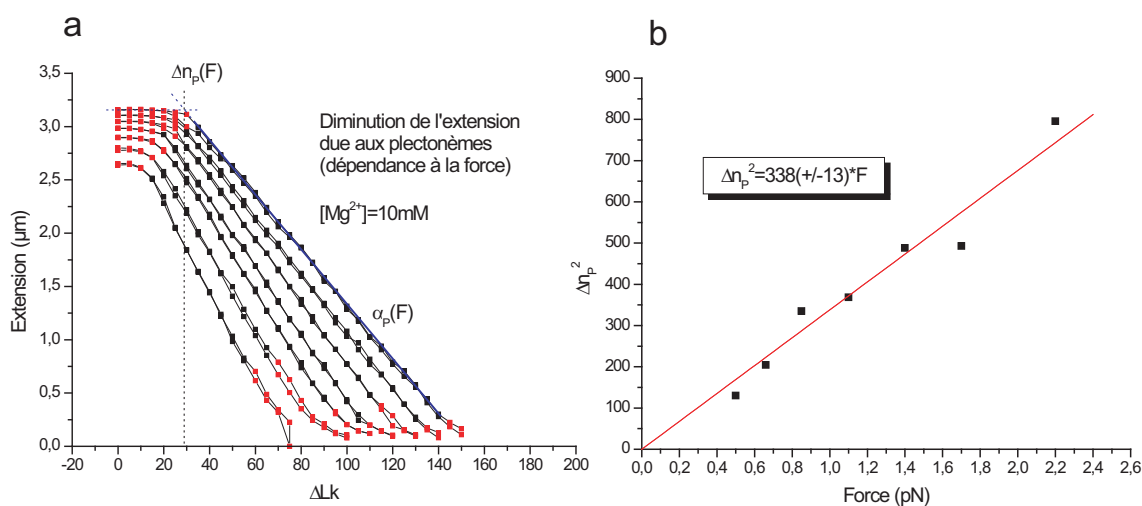 a
Δn_P(F)
Diminution de l'extension
due aux plectonèmes
(dépendance à la force)
[Mg²⁺]=10mM
α_P(F)
Extension (µm)
3,5
3,0
2,5
2,0
1,5
1,0
0,5
0,0
-20 0 20 40 60 80 100 120 140 160 180 200
ΔLk
b
Δn_P²=338(+/-13)*F
Δn_P²
900
800
700
600
500
400
300
200
100
0
0,0 0,2 0,4 0,6 0,8 1,0 1,2 1,4 1,6 1,8 2,0 2,2 2,4 2,6
Force (pN)